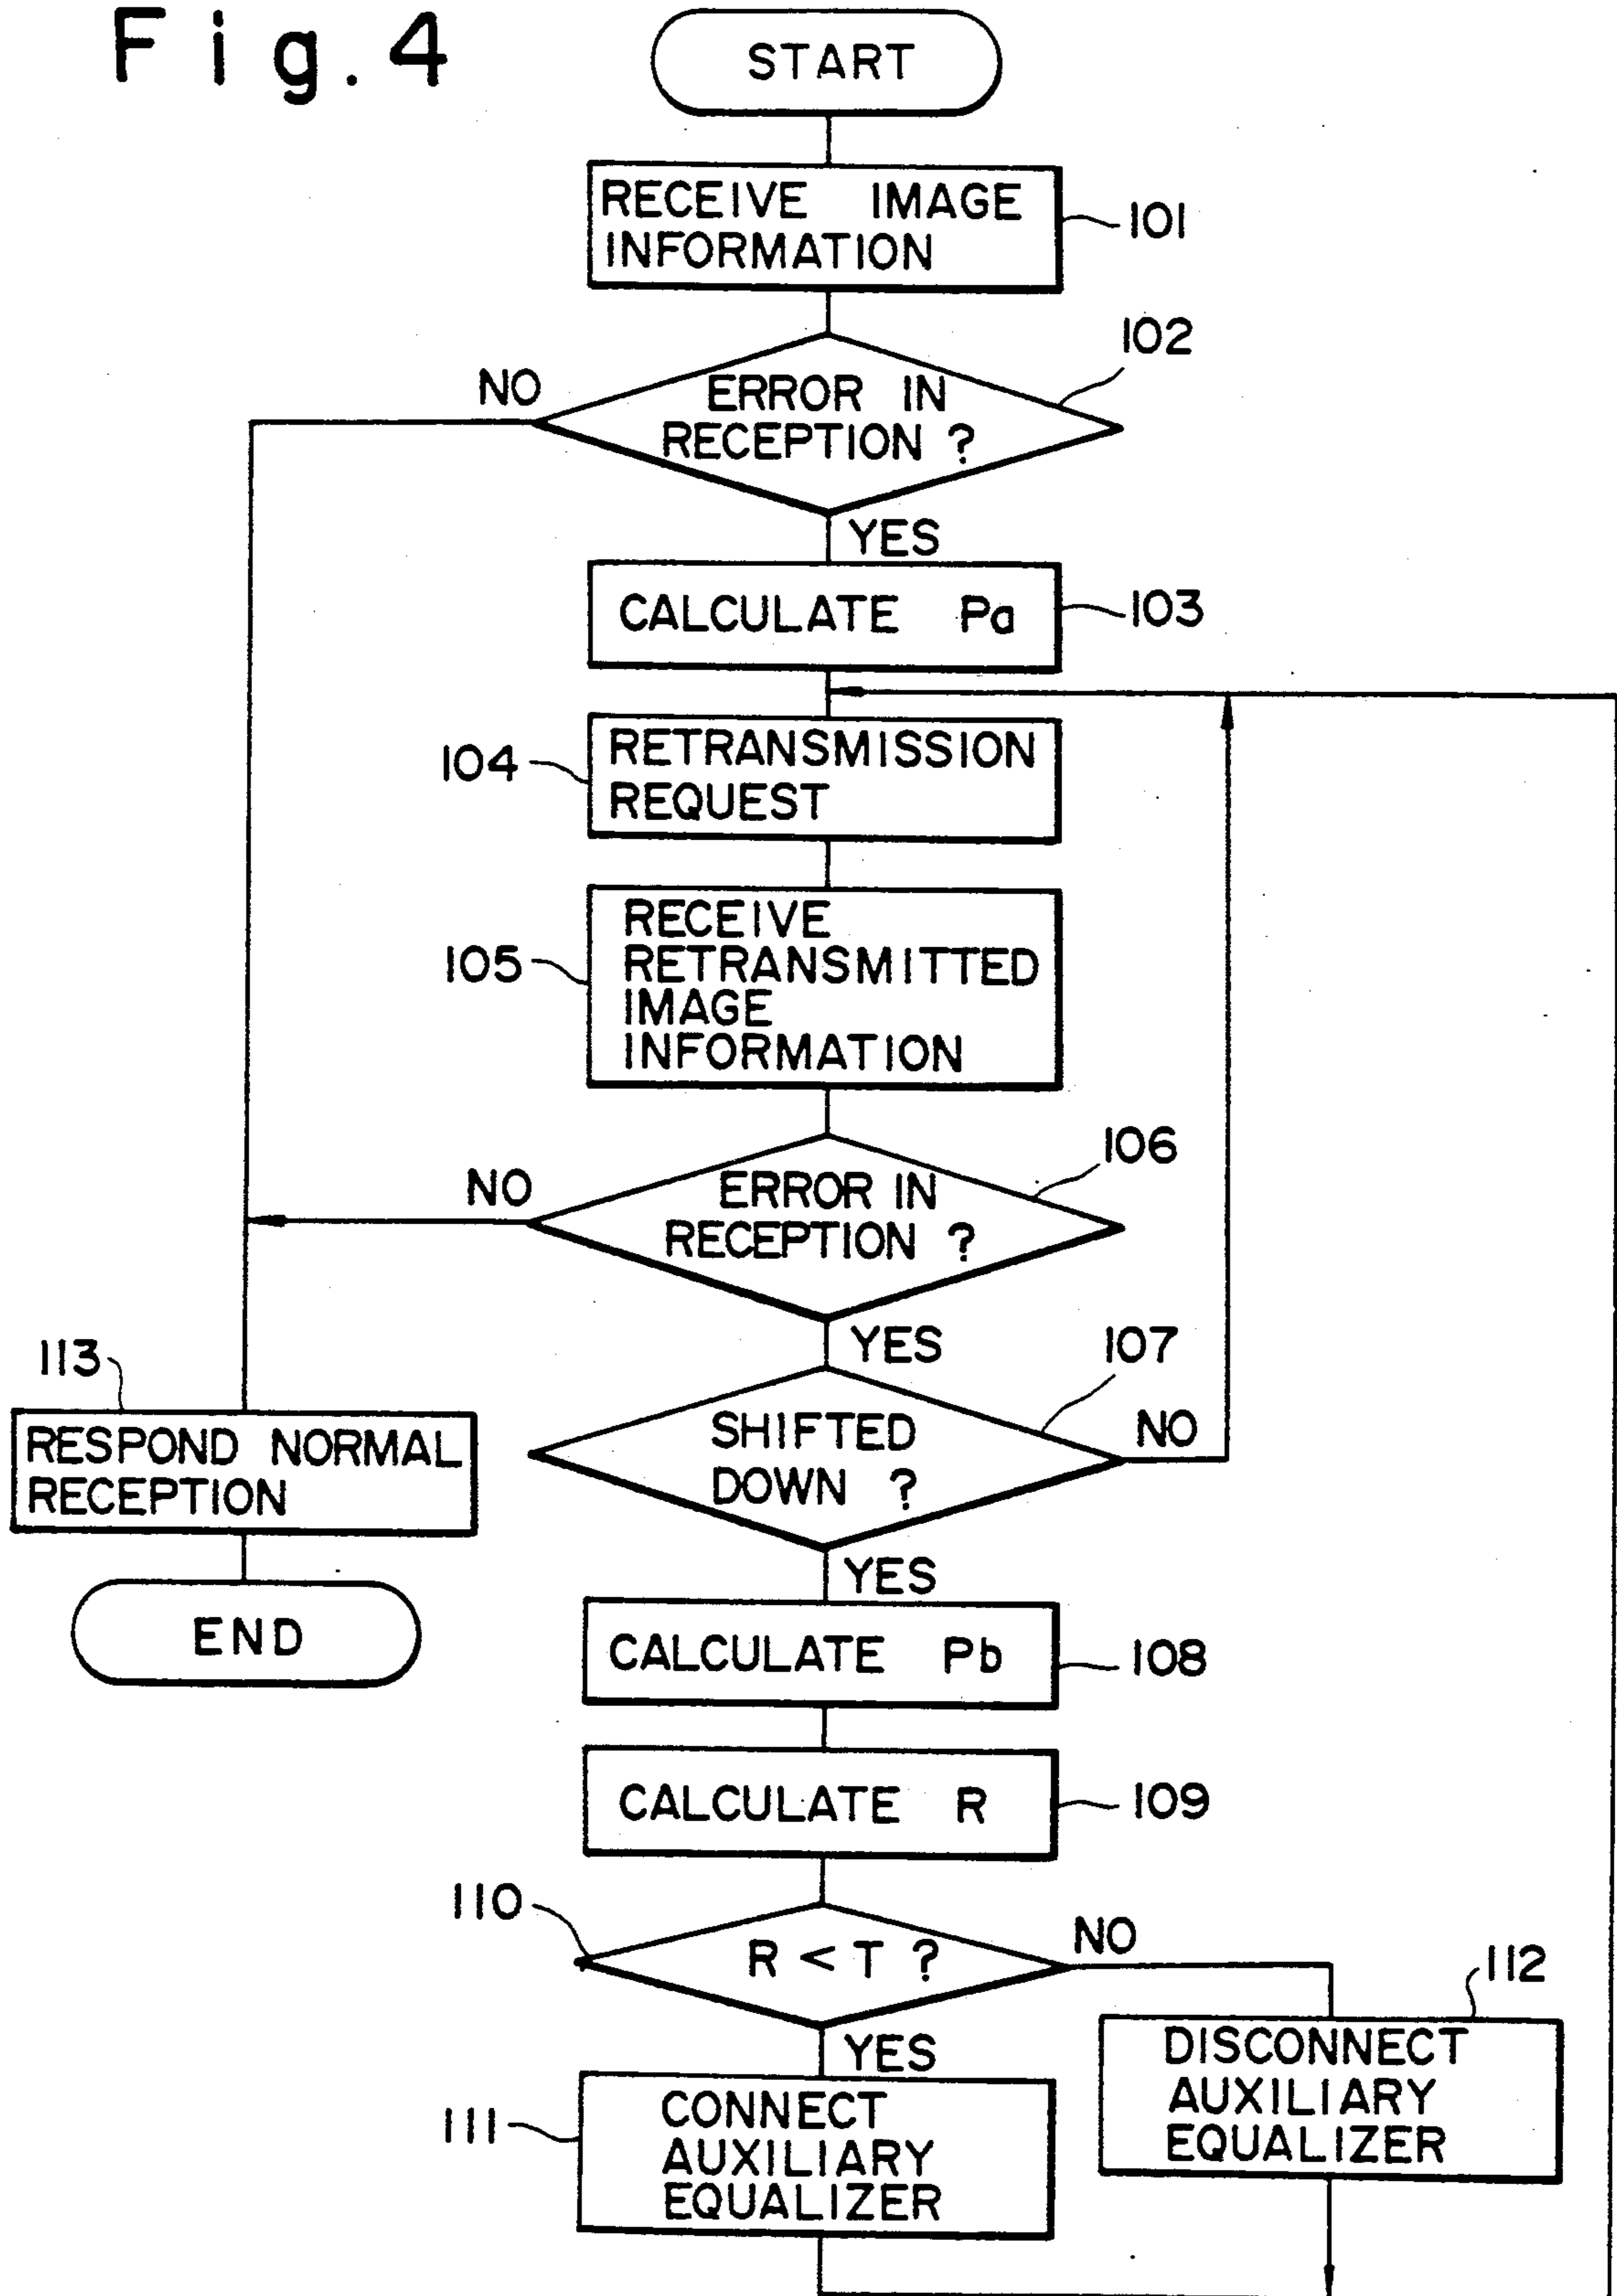 Fig. 4
START
RECEIVE IMAGE
INFORMATION
101
102
NO
ERROR IN
RECEPTION ?
YES
CALCULATE Pa
103
104
RETRANSMISSION
REQUEST
105
RECEIVE
RETRANSMITTED
IMAGE
INFORMATION
106
NO
ERROR IN
RECEPTION ?
YES
107
113
RESPOND NORMAL
RECEPTION
SHIFTED
DOWN ?
NO
YES
END
CALCULATE Pb
108
CALCULATE R
109
110
R < T ?
NO
112
YES
111
CONNECT
AUXILIARY
EQUALIZER
DISCONNECT
AUXILIARY
EQUALIZER